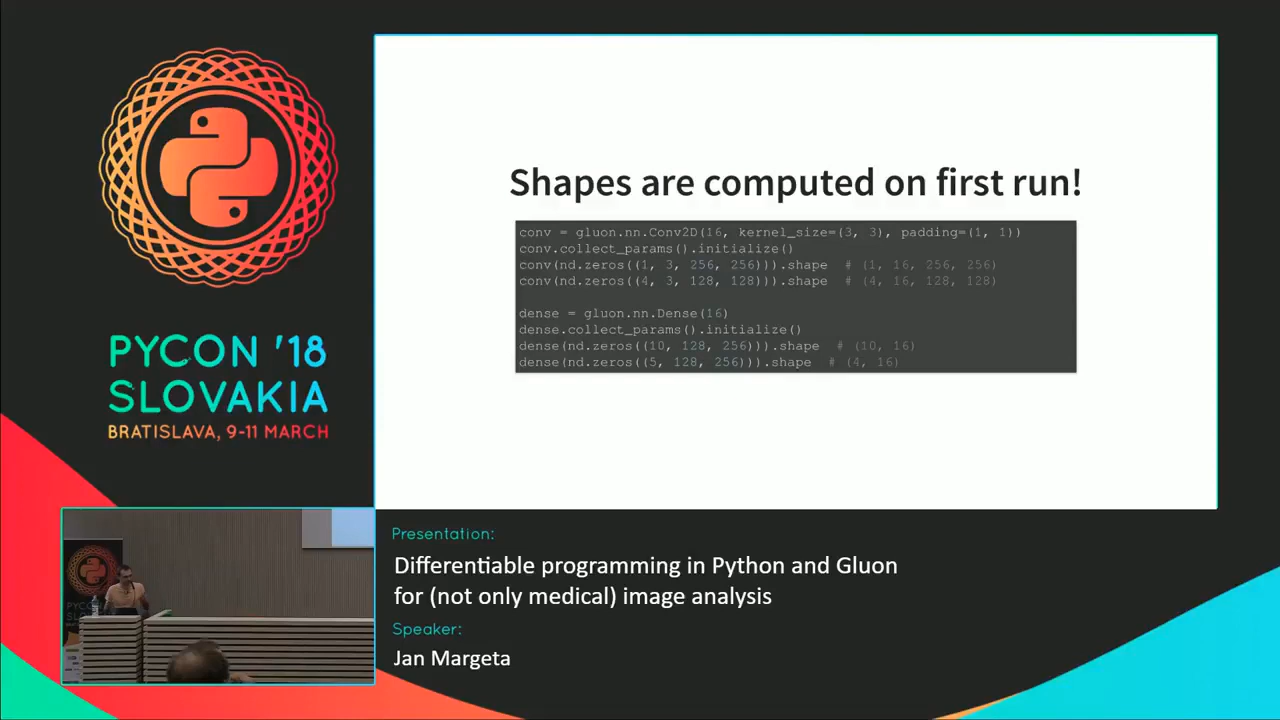 PYCON '18
SLOVAKIA
BRATISLAVA, 9-11 MARCH
Shapes are computed on first run!
conv = gluon.nn.Conv2D(16, kernel_size=(3, 3), padding=(1, 1))
conv.collect_params().initialize()
conv(nd.zeros((1, 3, 256, 256))).shape # (1, 16, 256, 256)
conv(nd.zeros((4, 3, 128, 128))).shape # (4, 16, 128, 128)
dense = gluon.nn.Dense(16)
dense.collect_params().initialize()
dense(nd.zeros((10, 128, 256))).shape # (10, 16)
dense(nd.zeros((5, 128, 256))).shape # (4, 16)
Presentation:
Differentiable programming in Python and Gluon
for (not only medical) image analysis
Speaker:
Jan Margeta